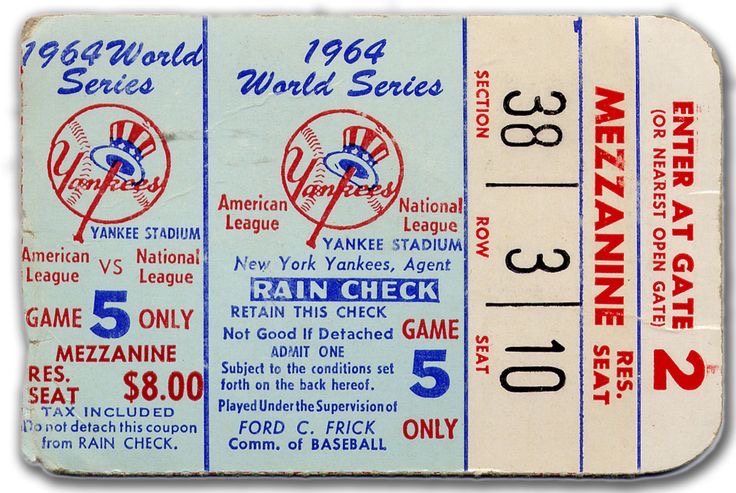 1964 World
Series
Yankees
YANKEE STADIUM
American
League
VS
National
League
GAME 5 ONLY
MEZZANINE
RES.
SEAT
$8.00
TAX INCLUDED
Do not detach this coupon
from RAIN CHECK.
1964
World Series
Yankees
American
League
National
League
YANKEE STADIUM
New York Yankees, Agent
RAIN CHECK
RETAIN THIS CHECK
Not Good If Detached
ADMIT ONE
Subject to the conditions set
forth on the back hereof.
GAME
5
ONLY
Played Under the Supervision of
FORD C. FRICK
Comm. of BASEBALL
SECTION 38
ROW 3
SEAT 10
MEZZANINE RES.
SEAT
ENTER AT GATE 2
(OR NEAREST OPEN GATE)